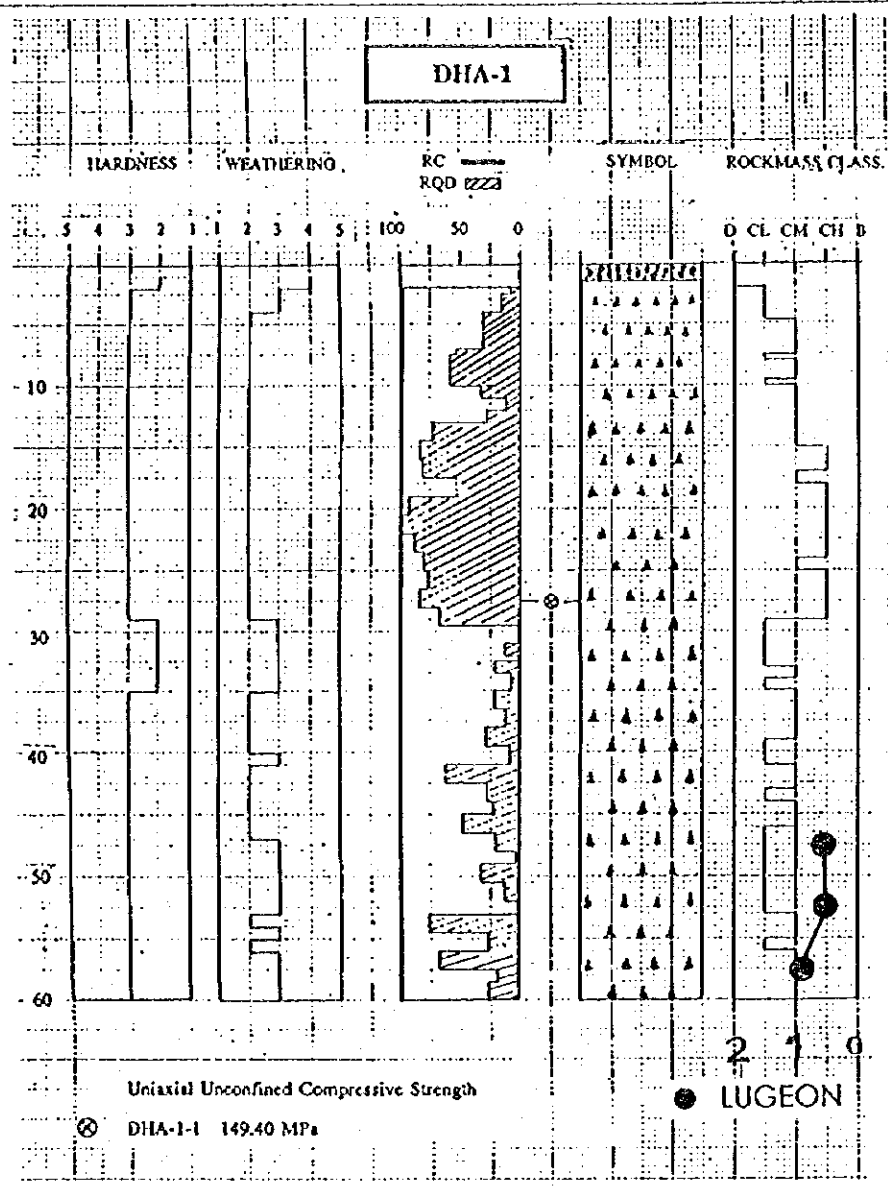 DHA-1
HARDNESS WEATHERING RC SYMBOL ROCKMASS CLASS.
RQD
5 4 3 2 1 1 2 3 4 5 100 50 0 D CL CM CH B
10
20
30
40
50
60
2 1 0
Uniaxial Unconfined Compressive Strength
LUGEON
DHA-1-1 149.40 MPa